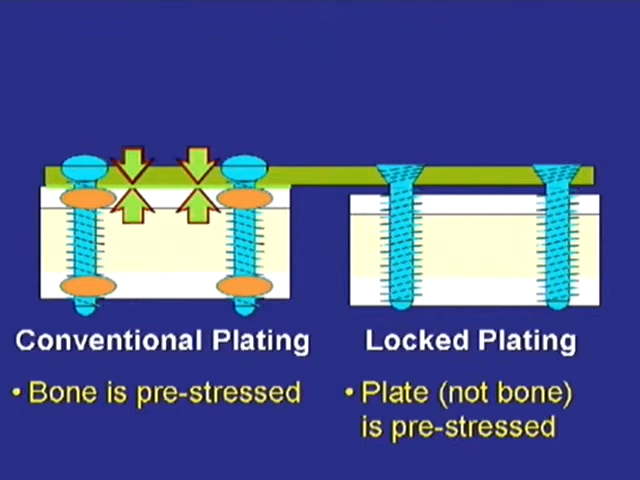 Conventional Plating
• Bone is pre-stressed
Locked Plating
• Plate (not bone)
is pre-stressed